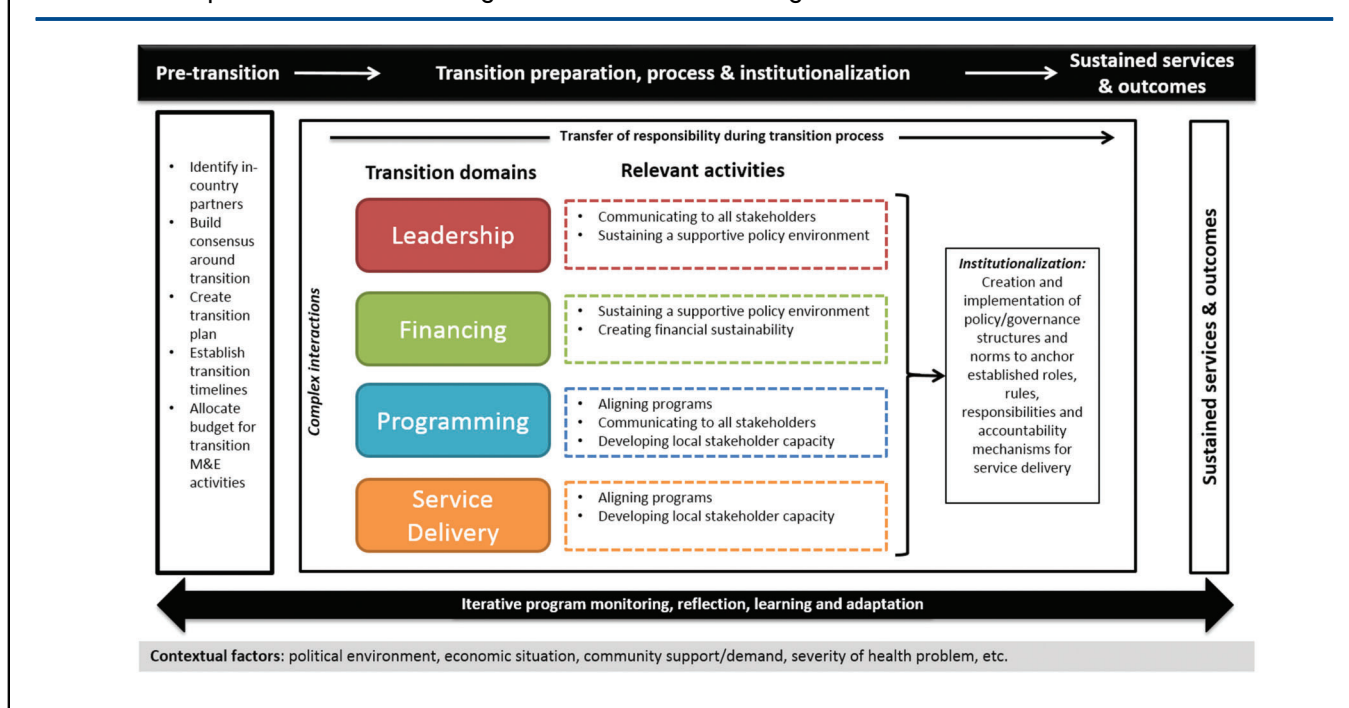 Pre-transition
Transition preparation, process & institutionalization
Sustained services
& outcomes
• Identify in-
country
partners
• Build
consensus
around
transition
• Create
transition
plan
• Establish
transition
timelines
• Allocate
budget for
transition
M&E
activities
Transfer of responsibility during transition process
Complex interactions
Transition domains
Relevant activities
Leadership
• Communicating to all stakeholders
• Sustaining a supportive policy environment
Financing
• Sustaining a supportive policy environment
• Creating financial sustainability
Programming
• Aligning programs
• Communicating to all stakeholders
• Developing local stakeholder capacity
Service
Delivery
• Aligning programs
• Developing local stakeholder capacity
Institutionalization:
Creation and
implementation of
policy/governance
structures and
norms to anchor
established roles,
rules,
responsibilities and
accountability
mechanisms for
service delivery
Sustained services & outcomes
Iterative program monitoring, reflection, learning and adaptation
Contextual factors: political environment, economic situation, community support/demand, severity of health problem, etc.